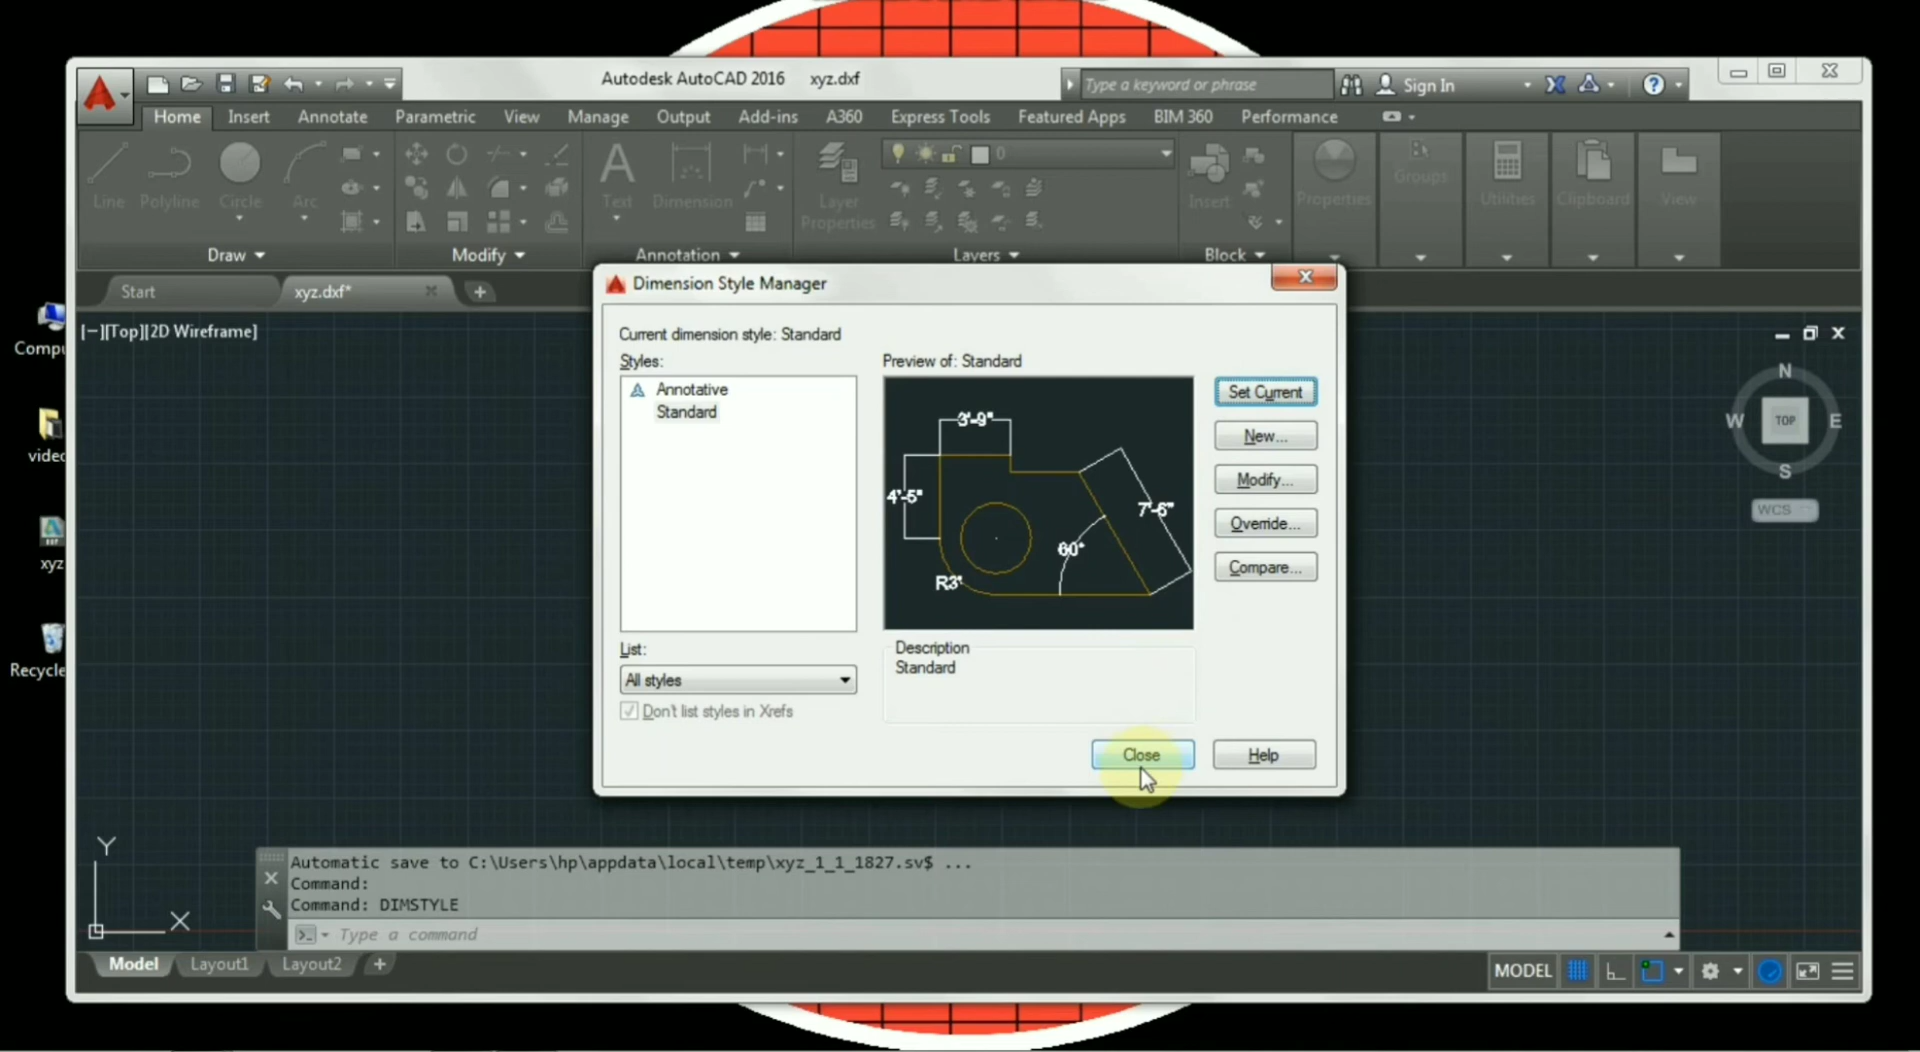 Autodesk AutoCAD 2016 xyz.dxf
Type a keyword or phrase
Sign In
Home Insert Annotate Parametric View Manage Output Add-ins A360 Express Tools Featured Apps BIM 360 Performance
Line Polyline Circle Arc
Text Dimension
Layer
Properties
0
Insert
Properties Groups Utilities Clipboard View
Draw Modify Annotation Layers Block
Start xyz.dxf*
[−][Top][2D Wireframe]
Compu
video
xyz
Recycle
Dimension Style Manager
Current dimension style: Standard
Styles:
Annotative
Standard
Preview of: Standard
3'-9"
4'-5"
7'-6"
60°
R3'
Set Current
New...
Modify...
Override...
Compare...
List:
All styles
Don't list styles in Xrefs
Description
Standard
Close Help
N
W TOP E
S
WCS
Y
X
Automatic save to C:\Users\hp\appdata\local\temp\xyz_1_1_1827.sv$ ...
Command:
Command: DIMSTYLE
Type a command
Model Layout1 Layout2 +
MODEL